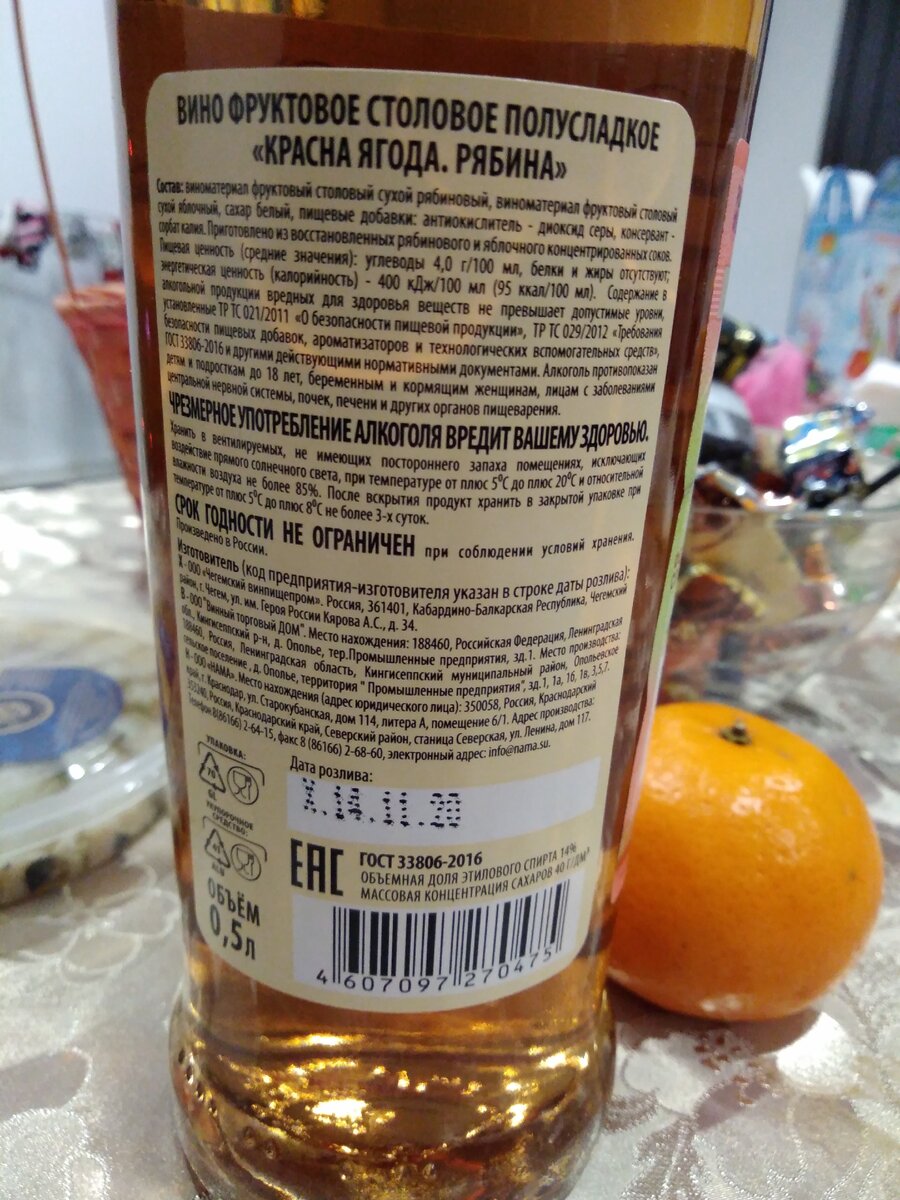 ВИНО ФРУКТОВОЕ СТОЛОВОЕ ПОЛУСЛАДКОЕ
«КРАСНА ЯГОДА. РЯБИНА»
Состав: виноматериал фруктовый столовый сухой рябиновый, виноматериал фруктовый столовый
сухой яблочный, сахар белый, пищевые добавки: антиокислитель - диоксид серы, консервант -
сорбат калия. Приготовлено из восстановленных рябинового и яблочного концентрированных соков.
Пищевая ценность (средние значения): углеводы 4,0 г/100 мл, белки и жиры отсутствуют;
энергетическая ценность (калорийность) - 400 кДж/100 мл (95 ккал/100 мл). Содержание в
алкогольной продукции вредных для здоровья веществ не превышает допустимые уровни,
установленные ТР ТС 021/2011 «О безопасности пищевой продукции», ТР ТС 029/2012 «Требования
безопасности пищевых добавок, ароматизаторов и технологических вспомогательных средств»,
ГОСТ 33806-2016 и другими действующими нормативными документами. Алкоголь противопоказан
детям и подросткам до 18 лет, беременным и кормящим женщинам, лицам с заболеваниями
центральной нервной системы, почек, печени и других органов пищеварения.
ЧРЕЗМЕРНОЕ УПОТРЕБЛЕНИЕ АЛКОГОЛЯ ВРЕДИТ ВАШЕМУ ЗДОРОВЬЮ.
Хранить в вентилируемых, не имеющих постороннего запаха помещениях, исключающих
воздействие прямого солнечного света, при температуре от плюс 5⁰С до плюс 20⁰С и относительной
влажности воздуха не более 85%. После вскрытия продукт хранить в закрытой упаковке при
температуре от плюс 5⁰С до плюс 8⁰С не более 3-х суток.
СРОК ГОДНОСТИ НЕ ОГРАНИЧЕН при соблюдении условий хранения.
Произведено в России.
Изготовитель (код предприятия-изготовителя указан в строке даты розлива):
Х - ООО «Чегемский винпищепром». Россия, 361401, Кабардино-Балкарская Республика, Чегемский
район, г. Чегем, ул. им. Героя России Кярова А.С., д. 34.
В - ООО "Винный торговый ДОМ". Место нахождения: 188460, Российская Федерация, Ленинградская
обл., Кингисеппский р-н, д. Ополье, тер.Промышленные предприятия, зд.1. Место производства:
188460, Россия, Ленинградская область, Кингисеппский муниципальный район, Опольевское
сельское поселение, д. Ополье, территория " Промышленные предприятия", зд.1, 1а, 1б, 1в, 3,5,7.
Н - ООО «НАМА». Место нахождения (адрес юридического лица): 350058, Россия, Краснодарский
край, г. Краснодар, ул. Старокубанская, дом 114, литера А, помещение 6/1. Адрес производства:
353240, Россия, Краснодарский край, Северский район, станица Северская, ул. Ленина, дом 117.
Телефон 8(86166) 2-64-15, факс 8 (86166) 2-68-60, электронный адрес: info@nama.su.
УПАКОВКА:
70
GL
УКУПОРОЧНОЕ
СРЕДСТВО:
41
ALUM
ОБЪЁМ
0,5л
Дата розлива:
Х.14.11.20
ЕАС
ГОСТ 33806-2016
ОБЪЕМНАЯ ДОЛЯ ЭТИЛОВОГО СПИРТА 14%
МАССОВАЯ КОНЦЕНТРАЦИЯ САХАРОВ 40 Г/ДМ³
4 607097 270475